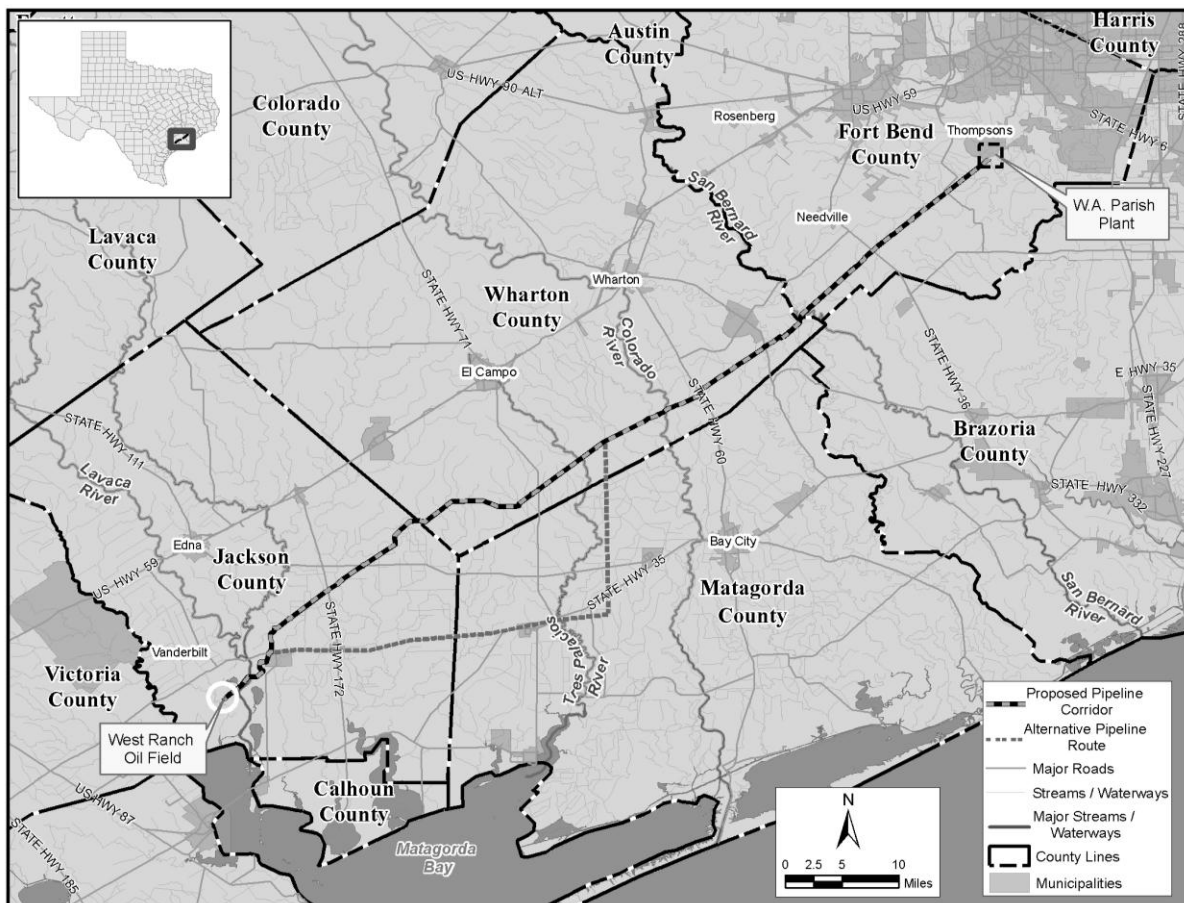 Austin
County
Harris
County
STATE HWY 288
US HWY 90 ALT
Colorado
County
US HWY 59
Rosenberg
Fort Bend
County
Thompsons
STATE HWY 6
San Bernard
River
Needville
W.A. Parish
Plant
Lavaca
County
STATE HWY 71
Wharton
Wharton
County
Colorado
River
El Campo
STATE HWY 60
STATE HWY 36
E HWY 35
Brazoria
County
STATE HWY 227
STATE HWY 332
STATE HWY 111
Lavaca
River
Edna
Jackson
County
US HWY 59
Bay City
STATE HWY 35
Matagorda
County
San Bernard
River
Vanderbilt
STATE HWY 172
Tres Palacios
River
Victoria
County
West Ranch
Oil Field
Calhoun
County
US HWY 87
STATE HWY 185
Matagorda
Bay
N
0 2.5 5 10
Miles
Proposed Pipeline
Corridor
Alternative Pipeline
Route
Major Roads
Streams / Waterways
Major Streams /
Waterways
County Lines
Municipalities